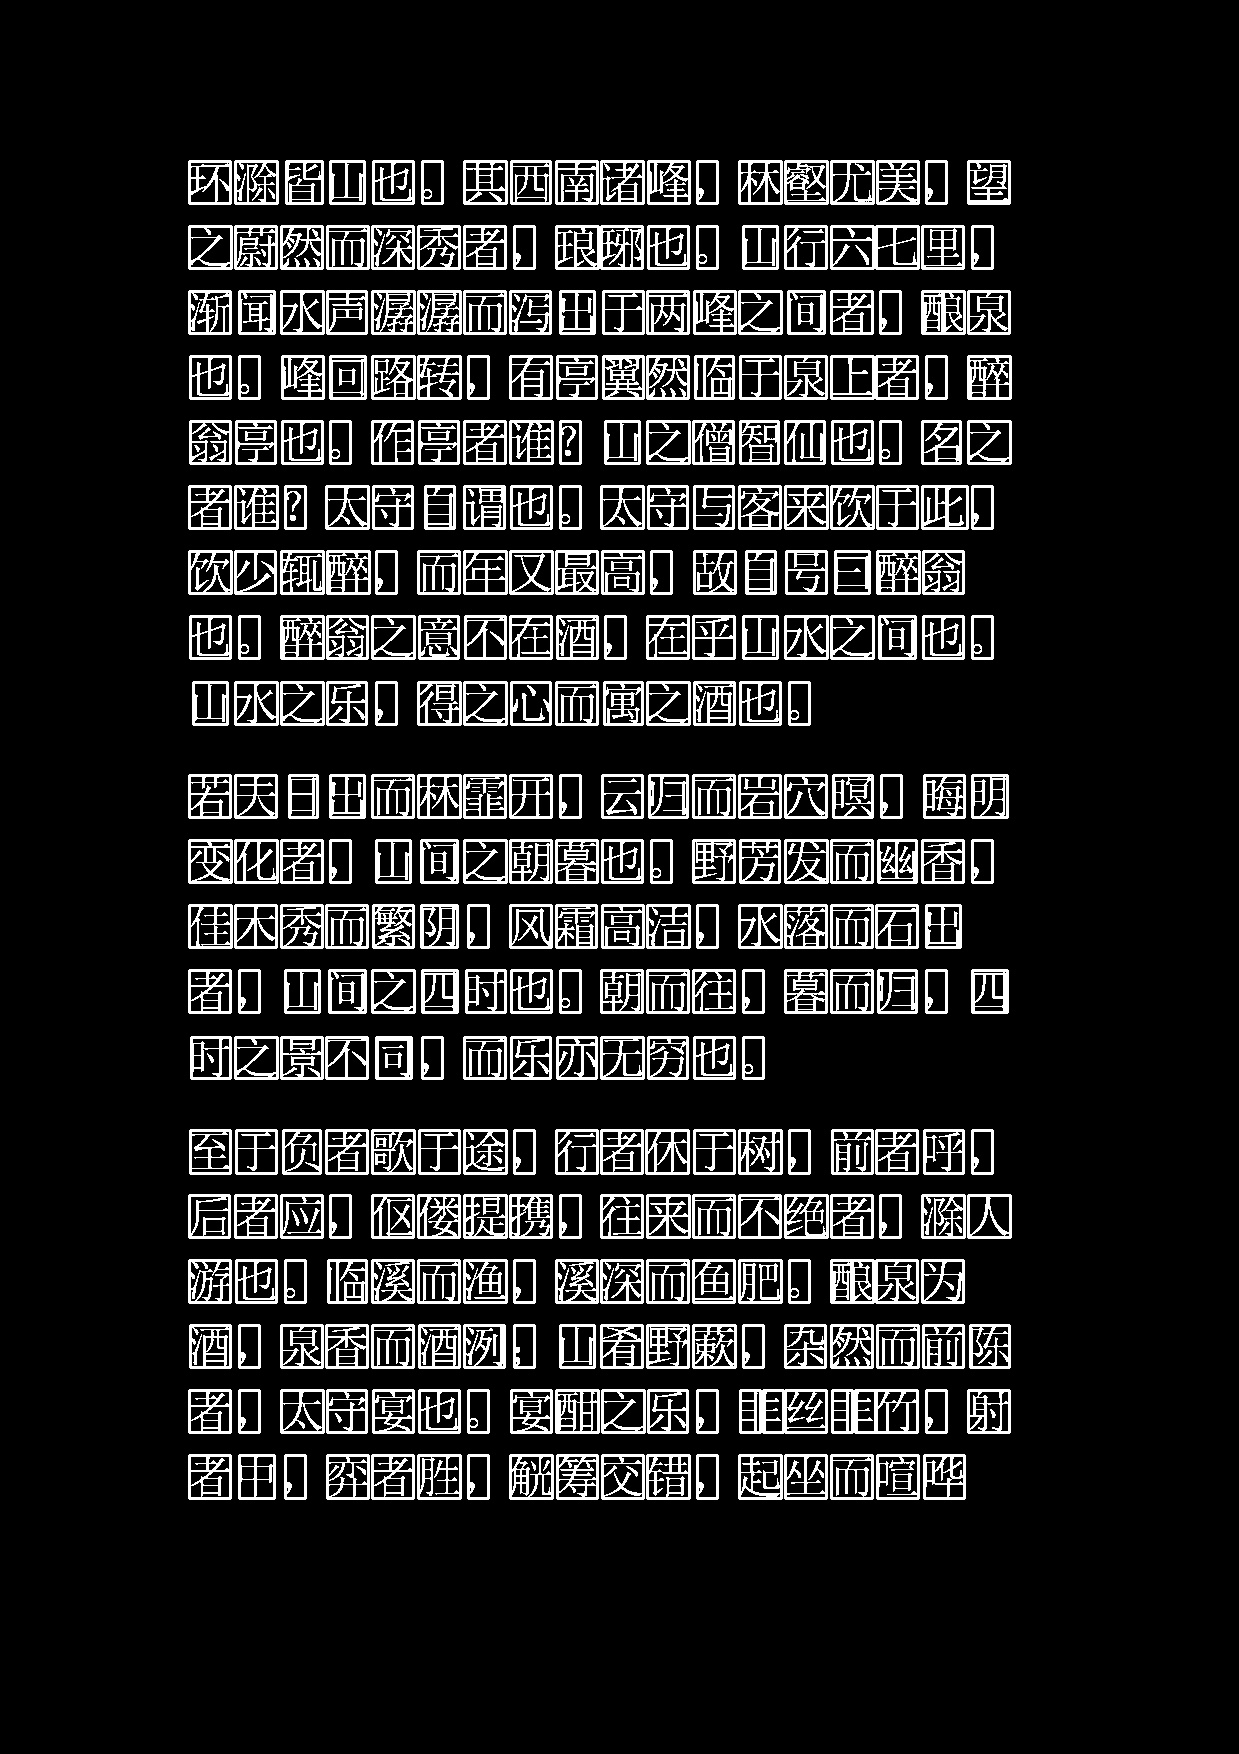 环滁皆山也。其西南诸峰，林壑尤美，望
之蔚然而深秀者，琅琊也。山行六七里，
渐闻水声潺潺而泻出于两峰之间者，酿泉
也。峰回路转，有亭翼然临于泉上者，醉
翁亭也。作亭者谁？山之僧智仙也。名之
者谁？太守自谓也。太守与客来饮于此，
饮少辄醉，而年又最高，故自号曰醉翁
也。醉翁之意不在酒，在乎山水之间也。
山水之乐，得之心而寓之酒也。
若夫日出而林霏开，云归而岩穴暝，晦明
变化者，山间之朝暮也。野芳发而幽香，
佳木秀而繁阴，风霜高洁，水落而石出
者，山间之四时也。朝而往，暮而归，四
时之景不同，而乐亦无穷也。
至于负者歌于途，行者休于树，前者呼，
后者应，伛偻提携，往来而不绝者，滁人
游也。临溪而渔，溪深而鱼肥。酿泉为
酒，泉香而酒洌；山肴野蔌，杂然而前陈
者，太守宴也。宴酣之乐，非丝非竹，射
者中，弈者胜，觥筹交错，起坐而喧哗